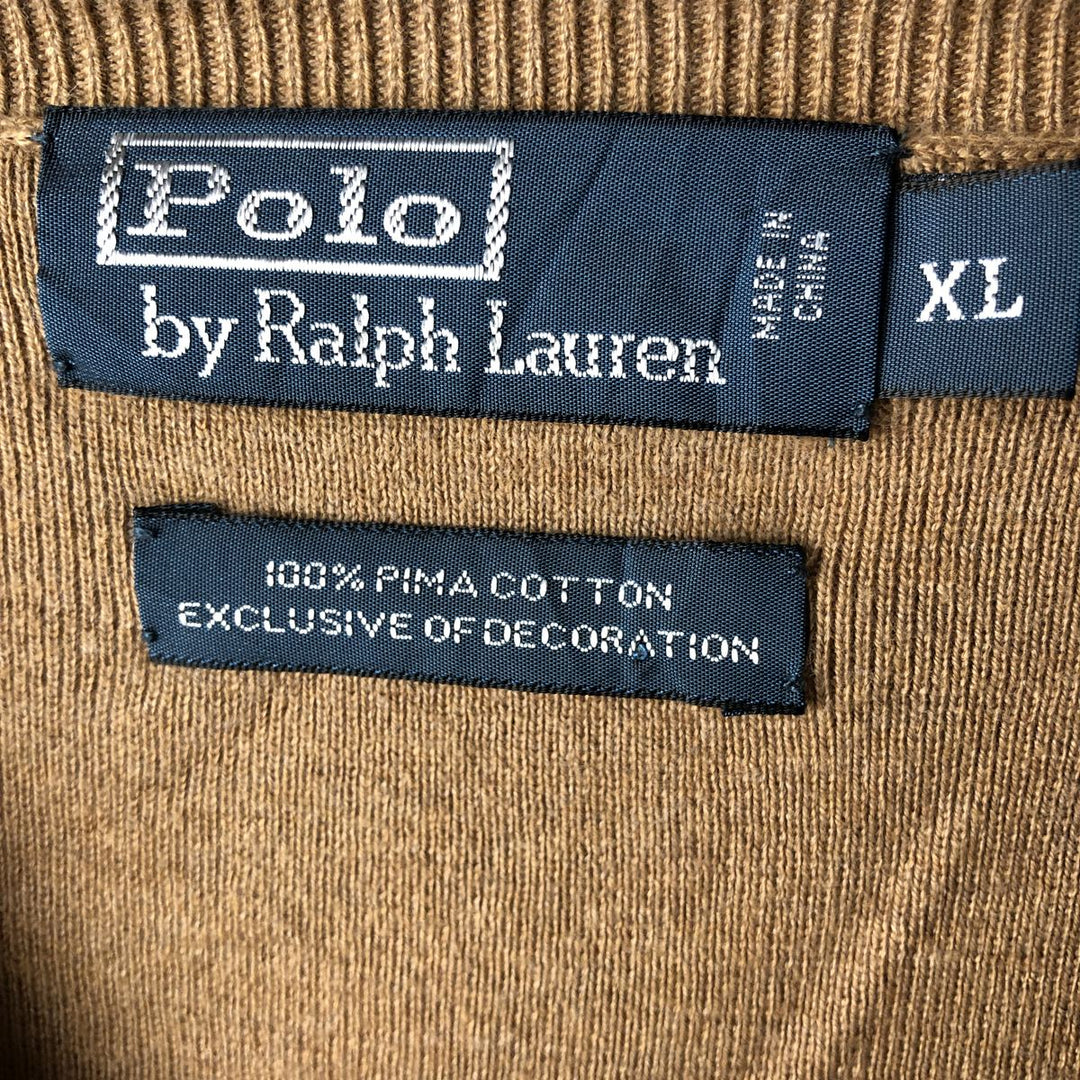 Polo
by Ralph Lauren
MADE IN
CHINA
XL
100% PIMA COTTON
EXCLUSIVE OF DECORATION